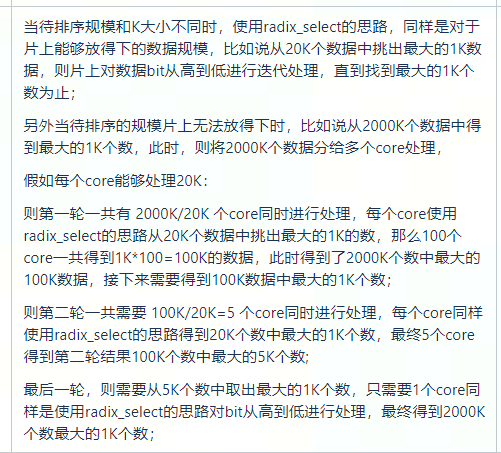 当待排序规模和K大小不同时，使用radix_select的思路，同样是对于
片上能够放得下的数据规模，比如说从20K个数据中挑出最大的1K数
据，则片上对数据bit从高到低进行迭代处理，直到找到最大的1K个
数为止；
另外当待排序的规模片上无法放得下时，比如说从2000K个数据中得
到最大的1K个数，此时，则将2000K个数据分给多个core处理，
假如每个core能够处理20K：
则第一轮一共有 2000K/20K 个core同时进行处理，每个core使用
radix_select的思路从20K个数据中挑出最大的1K的数，那么100个
core一共得到1K*100=100K的数据，此时得到了2000K个数中最大的
100K数据，接下来需要得到100K数据中最大的1K个数；
则第二轮一共需要 100K/20K=5 个core同时进行处理，每个core同样
使用radix_select的思路得到20K个数中最大的1K个数，最终5个core
得到第二轮结果100K个数中最大的5K个数;
最后一轮，则需要从5K个数中取出最大的1K个数，只需要1个core同
样是使用radix_select的思路对bit从高到低进行处理，最终得到2000K
个数最大的1K个数；